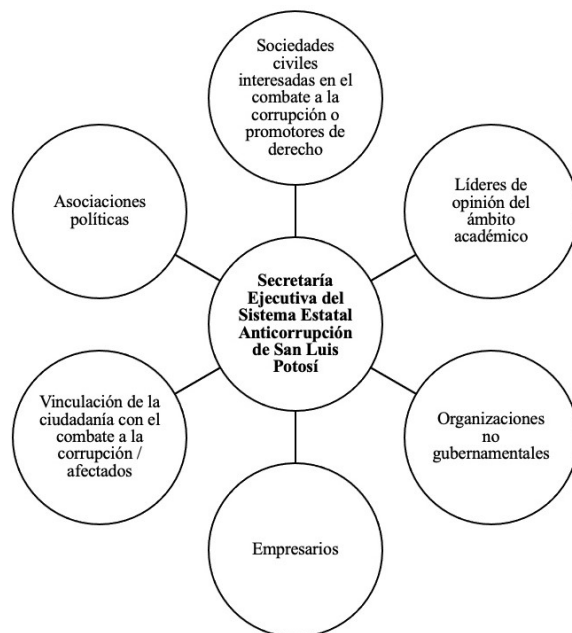 Sociedades
civiles
interesadas en el
combate a la
corrupción o
promotores de
derecho
Asociaciones
políticas
Líderes de
opinión del
ámbito
académico
Secretaría
Ejecutiva del
Sistema Estatal
Anticorrupción
de San Luis
Potosí
Vinculación de la
ciudadanía con el
combate a la
corrupción /
afectados
Organizaciones
no
gubernamentales
Empresarios